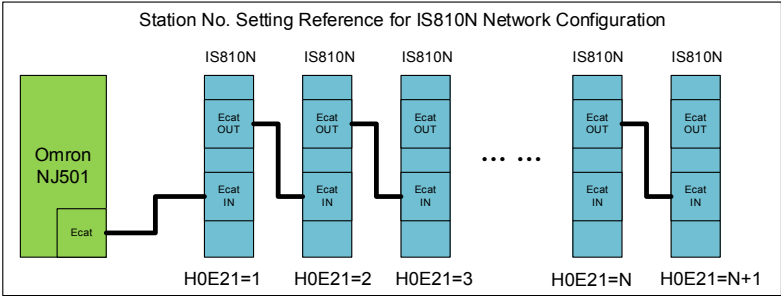 Station No. Setting Reference for IS810N Network Configuration
IS810N
IS810N
IS810N
IS810N
IS810N
Omron
NJ501
Ecat
Ecat
OUT
Ecat
IN
Ecat
OUT
Ecat
IN
Ecat
OUT
Ecat
IN
... ...
Ecat
OUT
Ecat
IN
Ecat
OUT
Ecat
IN
H0E21=1
H0E21=2
H0E21=3
H0E21=N
H0E21=N+1